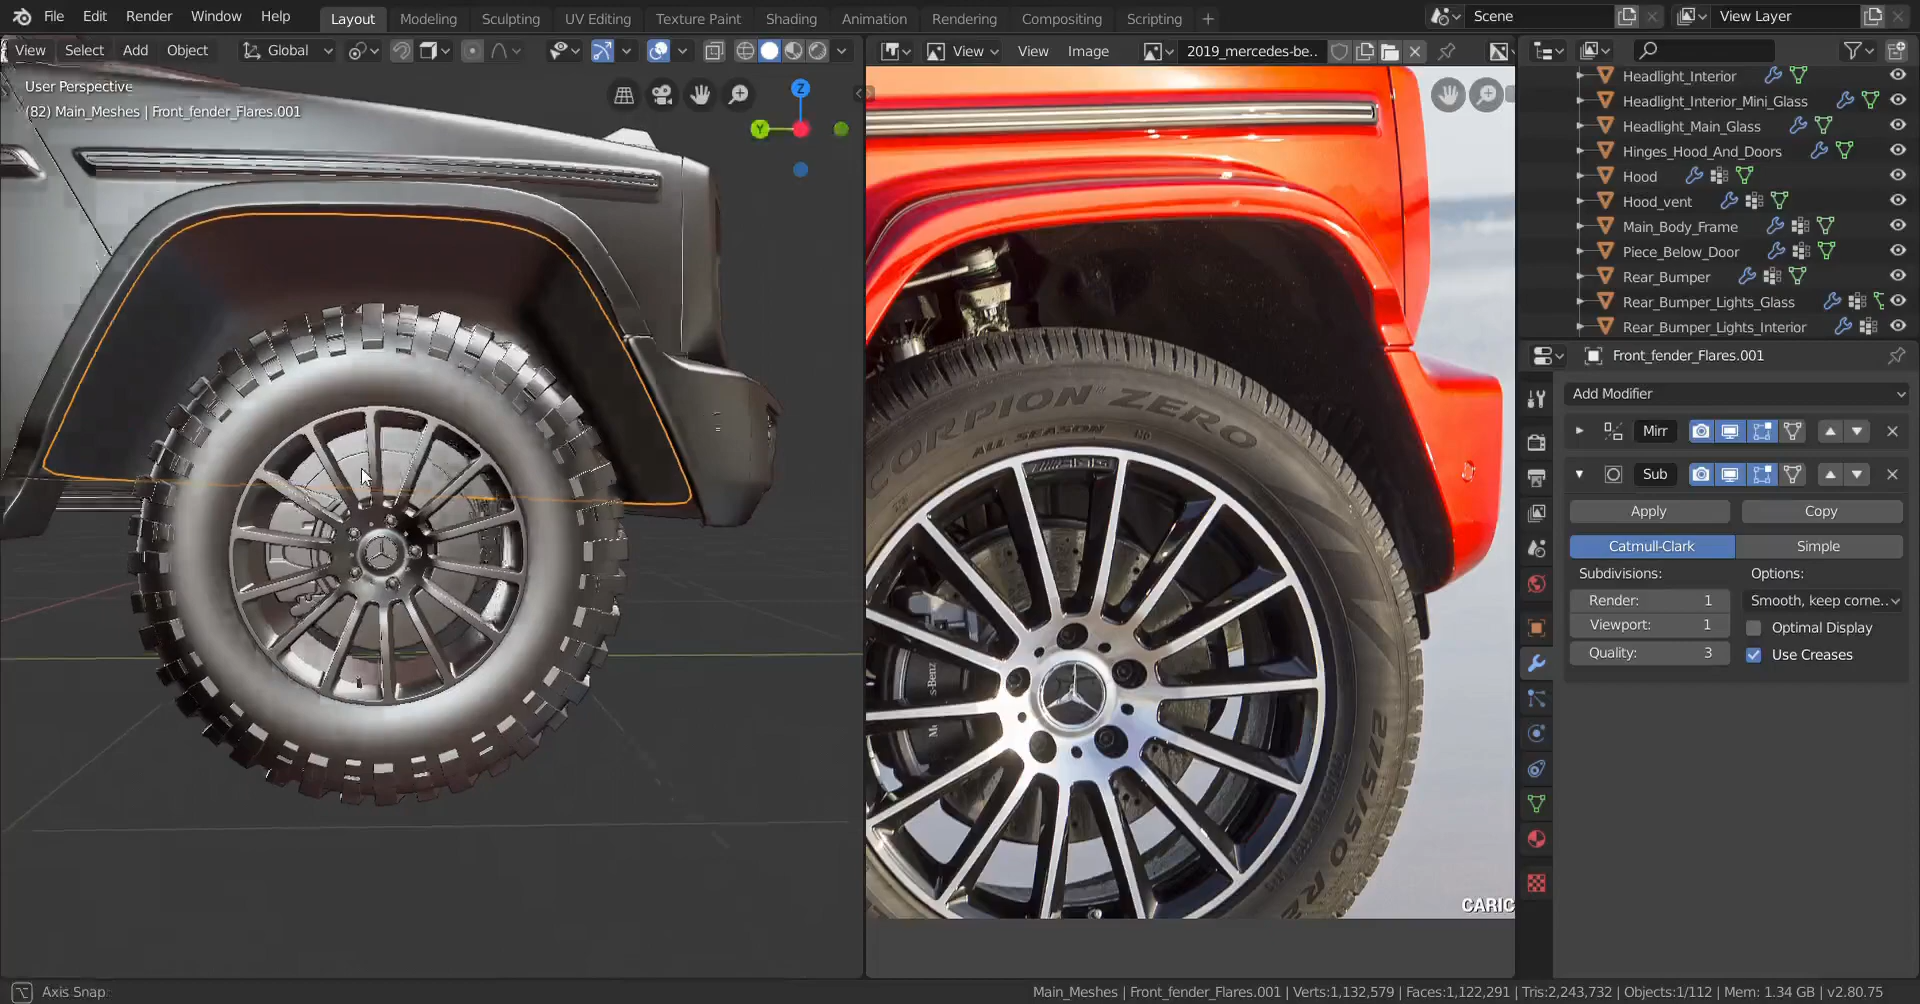 File Edit Render Window Help Layout Modeling Sculpting UV Editing Texture Paint Shading Animation Rendering Compositing Scripting Scene View Layer
View Select Add Object Global View View Image 2019_mercedes-be..
User Perspective
(82) Main_Meshes | Front_fender_Flares.001
Z
Y
SCORPION ZERO
ALL SEASON
AMG
275/50 R2
CARIC
Headlight_Interior
Headlight_Interior_Mini_Glass
Headlight_Main_Glass
Hinges_Hood_And_Doors
Hood
Hood_vent
Main_Body_Frame
Piece_Below_Door
Rear_Bumper
Rear_Bumper_Lights_Glass
Rear_Bumper_Lights_Interior
Front_fender_Flares.001
Add Modifier
Mirr
Sub
Apply Copy
Catmull-Clark Simple
Subdivisions: Options:
Render: 1 Smooth, keep corne..
Viewport: 1 Optimal Display
Quality: 3 Use Creases
Axis Snap
Main_Meshes | Front_fender_Flares.001 | Verts:1,132,579 | Faces:1,122,291 | Tris:2,243,732 | Objects:1/112 | Mem: 1.34 GB | v2.80.75